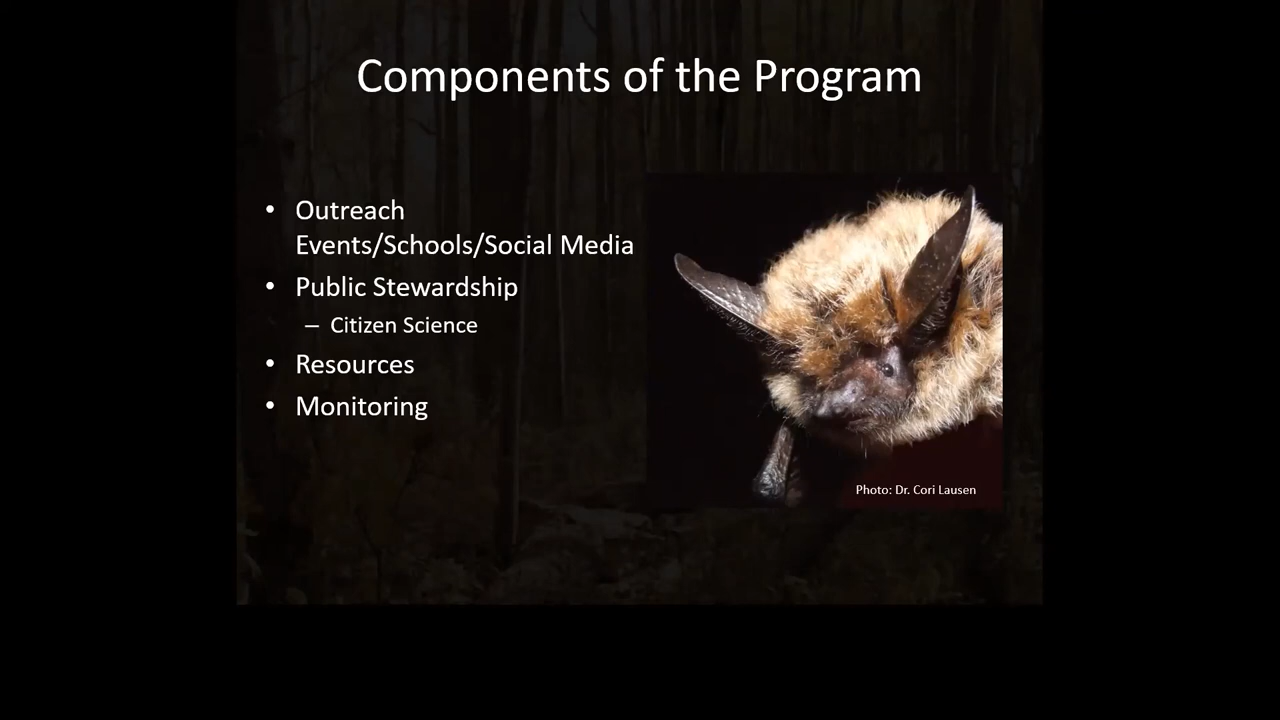 Components of the Program
• Outreach
Events/Schools/Social Media
• Public Stewardship
– Citizen Science
• Resources
• Monitoring
Photo: Dr. Cori Lausen